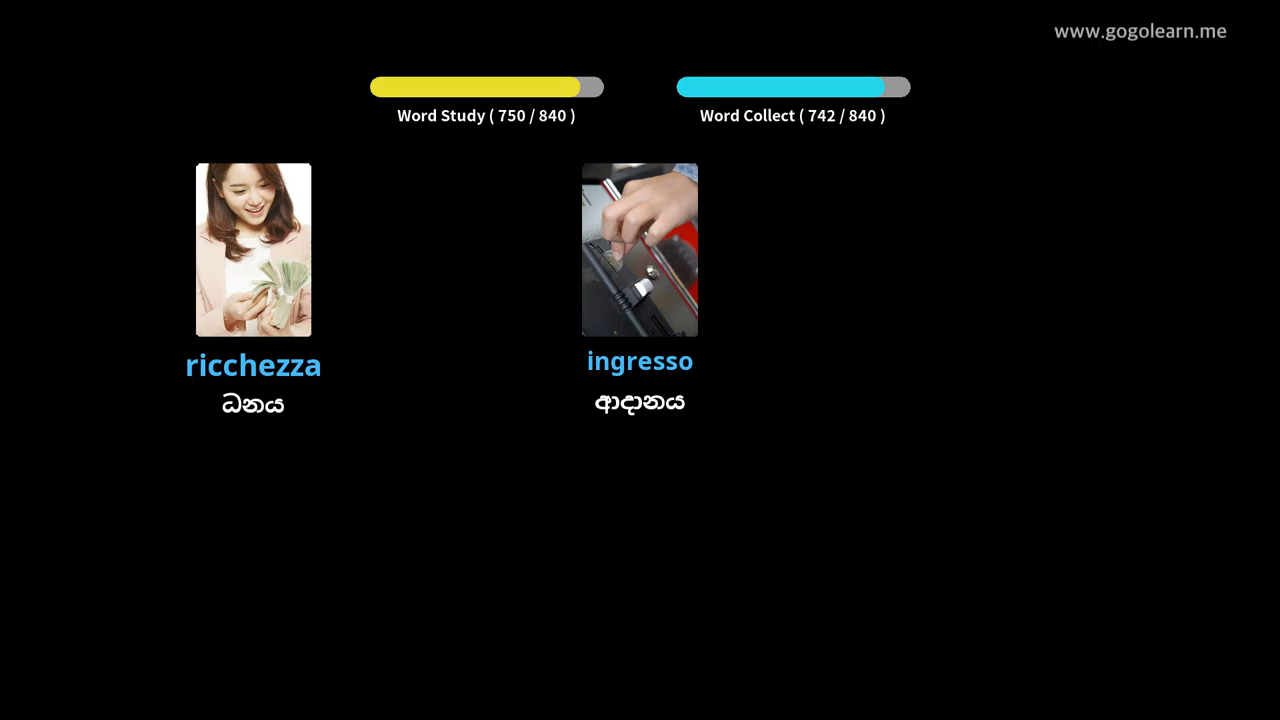 www.gogolearn.me
Word Study ( 750 / 840 )
Word Collect ( 742 / 840 )
ricchezza
ධනය
ingresso
ආදානය